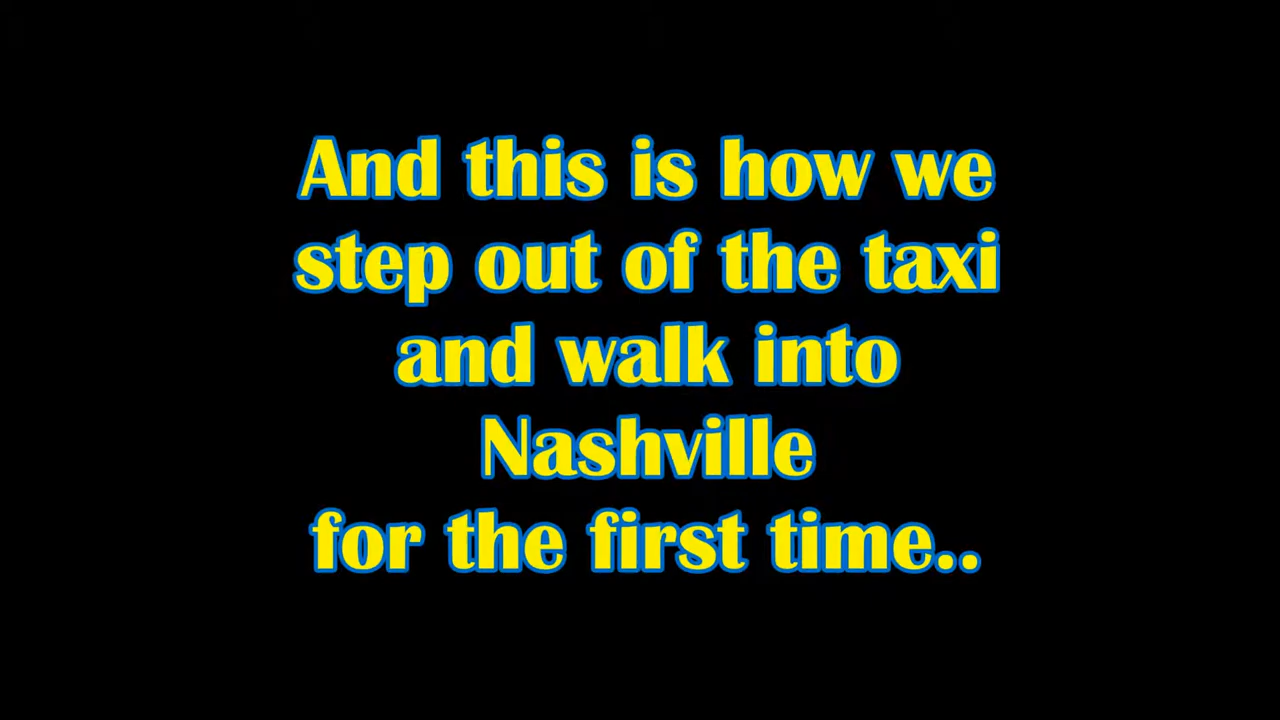 And this is how we
step out of the taxi
and walk into
Nashville
for the first time..